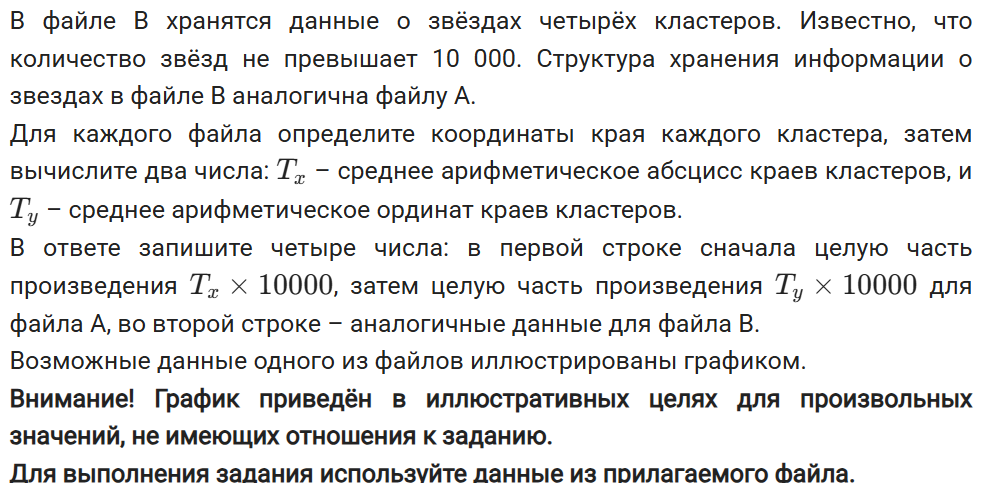 В файле B хранятся данные о звёздах четырёх кластеров. Известно, что
количество звёзд не превышает 10 000. Структура хранения информации о
звездах в файле B аналогична файлу A.
Для каждого файла определите координаты края каждого кластера, затем
вычислите два числа: Tₓ – среднее арифметическое абсцисс краев кластеров, и
T_y – среднее арифметическое ординат краев кластеров.
В ответе запишите четыре числа: в первой строке сначала целую часть
произведения Tₓ × 10000, затем целую часть произведения T_y × 10000 для
файла A, во второй строке – аналогичные данные для файла B.
Возможные данные одного из файлов иллюстрированы графиком.
Внимание! График приведён в иллюстративных целях для произвольных
значений, не имеющих отношения к заданию.
Для выполнения задания используйте данные из прилагаемого файла.